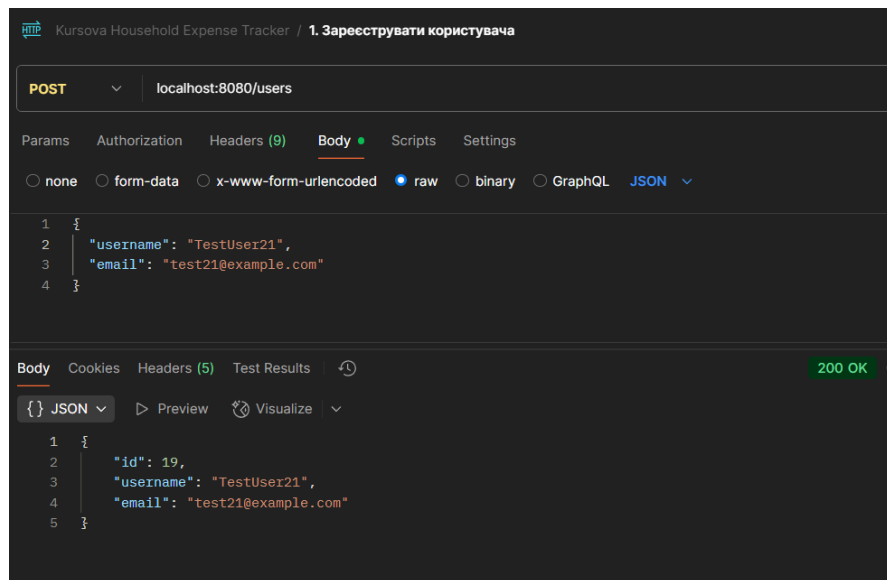 HTTP Kursova Household Expense Tracker / 1. Зареєструвати користувача
POST localhost:8080/users
Params Authorization Headers (9) Body Scripts Settings
none form-data x-www-form-urlencoded raw binary GraphQL JSON
1 {
2 "username": "TestUser21",
3 "email": "test21@example.com"
4 }
Body Cookies Headers (5) Test Results 200 OK
{} JSON Preview Visualize
1 {
2 "id": 19,
3 "username": "TestUser21",
4 "email": "test21@example.com"
5 }